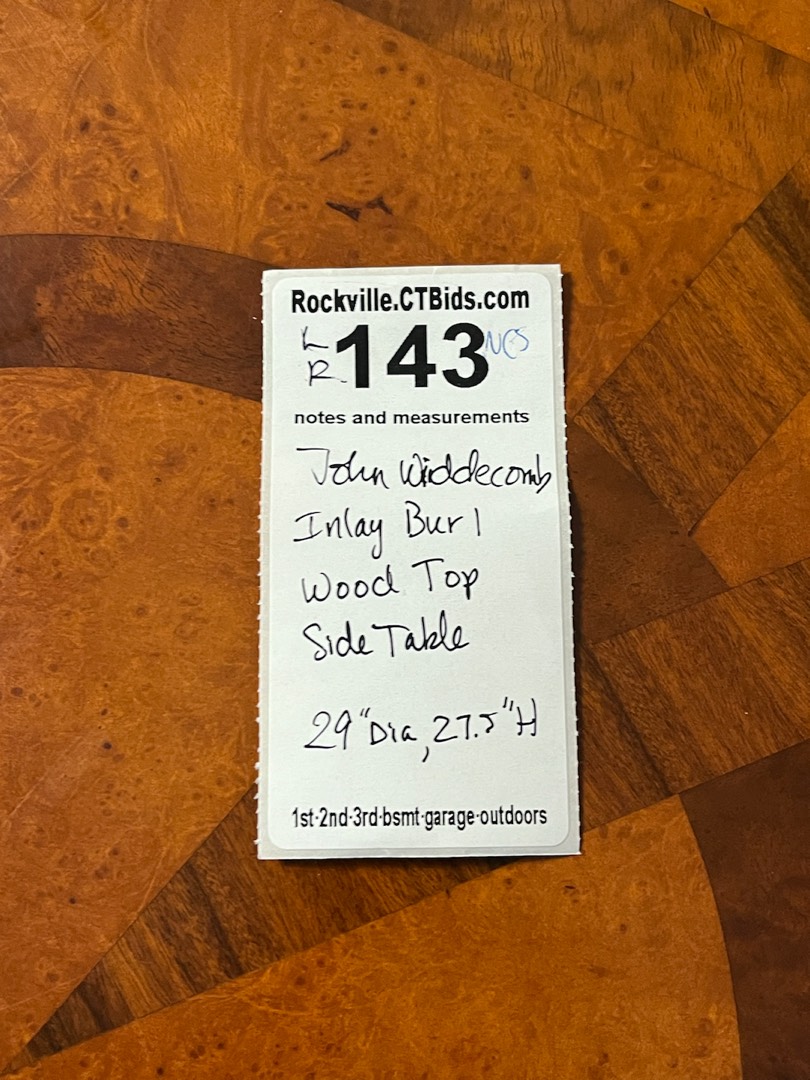 Rockville.CTBids.com
L
R 143 NCS
notes and measurements
John Widdecomb
Inlay Burl
Wood Top
Side Table
29" Dia, 27.5" H
1st-2nd-3rd-bsmt-garage-outdoors